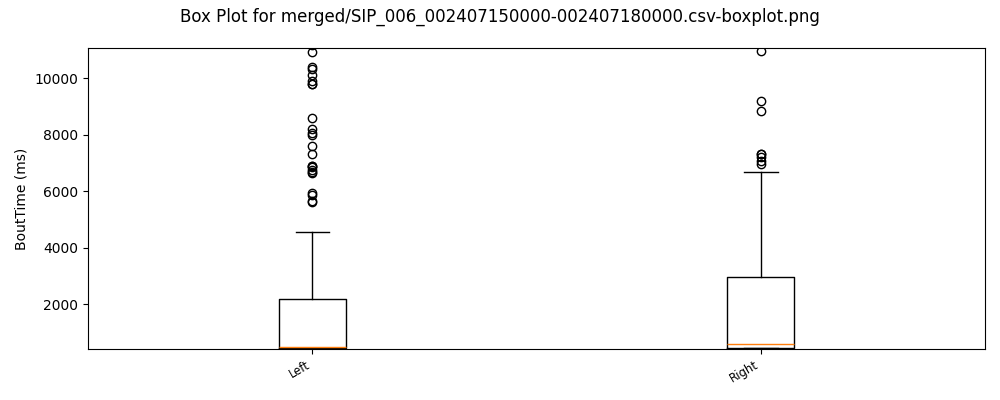 Box Plot for merged/SIP_006_002407150000-002407180000.csv-boxplot.png
10000
8000
6000
4000
2000
BoutTime (ms)
Left
Right